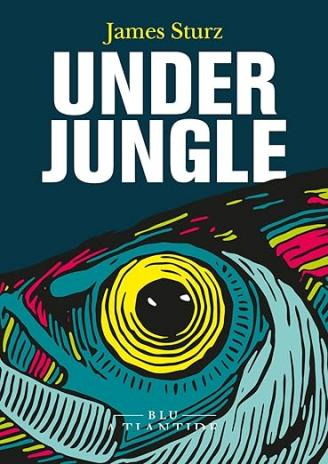 James Sturz
UNDER
JUNGLE
BLU
ATLANTIDE